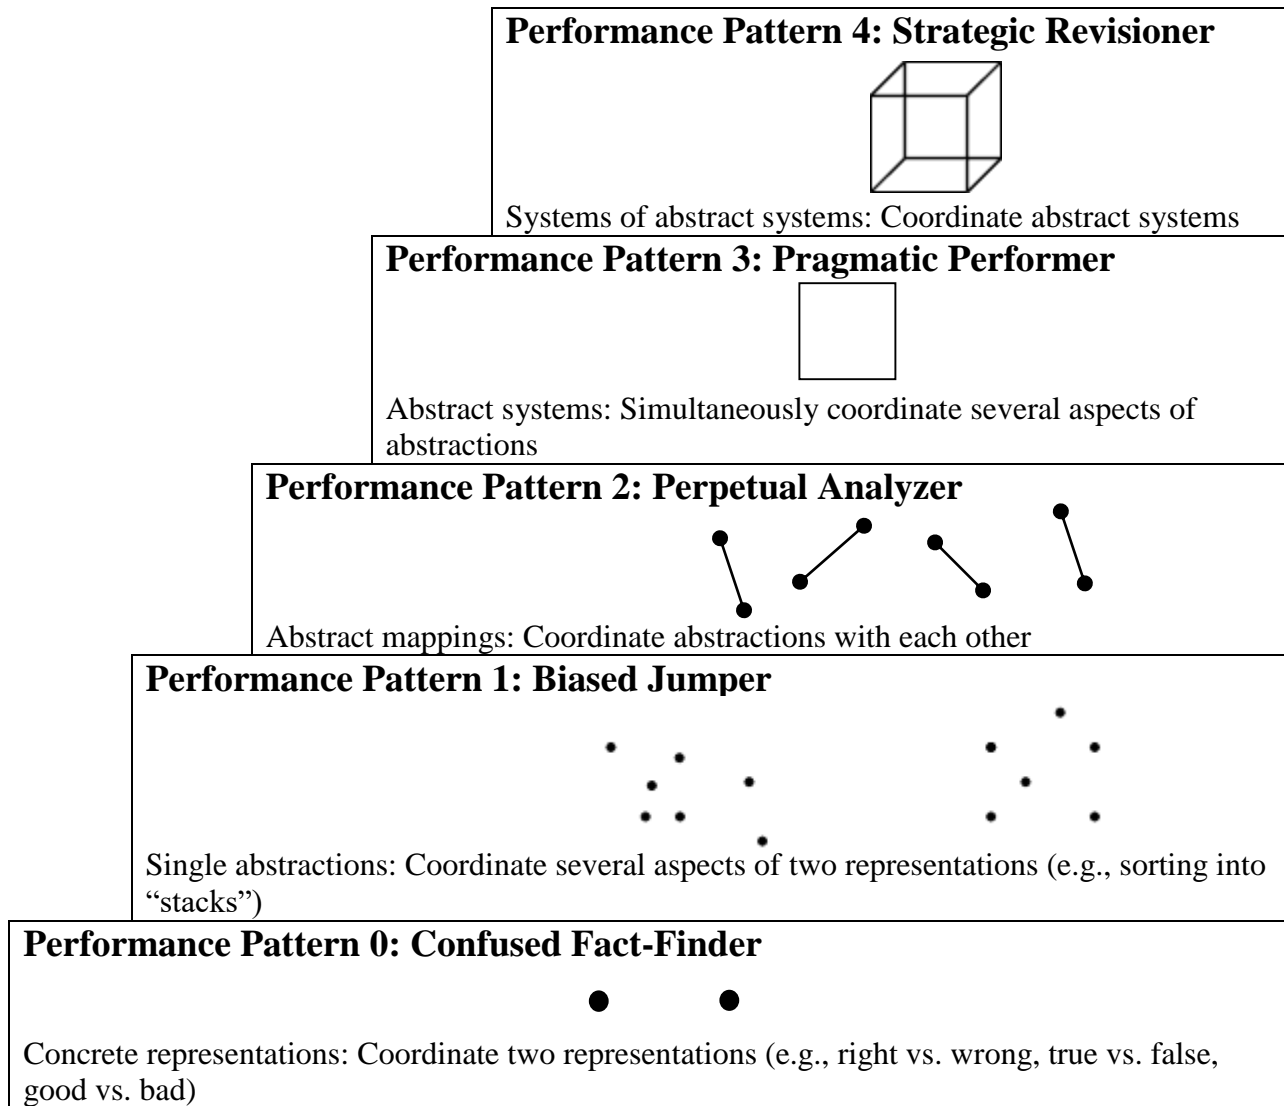 Performance Pattern 4: Strategic Revisioner
Systems of abstract systems: Coordinate abstract systems
Performance Pattern 3: Pragmatic Performer
Abstract systems: Simultaneously coordinate several aspects of
abstractions
Performance Pattern 2: Perpetual Analyzer
Abstract mappings: Coordinate abstractions with each other
Performance Pattern 1: Biased Jumper
Single abstractions: Coordinate several aspects of two representations (e.g., sorting into
“stacks”)
Performance Pattern 0: Confused Fact-Finder
Concrete representations: Coordinate two representations (e.g., right vs. wrong, true vs. false,
good vs. bad)